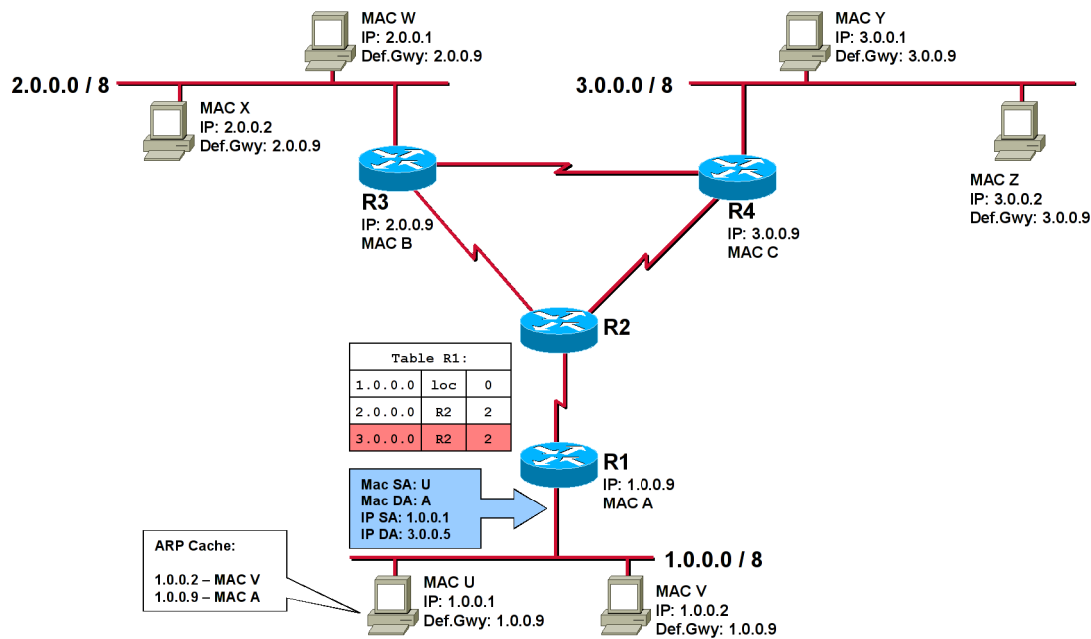 MAC W
IP: 2.0.0.1
Def.Gwy: 2.0.0.9
MAC Y
IP: 3.0.0.1
Def.Gwy: 3.0.0.9
2.0.0.0 / 8
3.0.0.0 / 8
MAC X
IP: 2.0.0.2
Def.Gwy: 2.0.0.9
MAC Z
IP: 3.0.0.2
Def.Gwy: 3.0.0.9
R3
IP: 2.0.0.9
MAC B
R4
IP: 3.0.0.9
MAC C
R2
Table R1:
1.0.0.0 loc 0
2.0.0.0 R2 2
3.0.0.0 R2 2
R1
IP: 1.0.0.9
MAC A
Mac SA: U
Mac DA: A
IP SA: 1.0.0.1
IP DA: 3.0.0.5
1.0.0.0 / 8
ARP Cache:
1.0.0.2 – MAC V
1.0.0.9 – MAC A
MAC U
IP: 1.0.0.1
Def.Gwy: 1.0.0.9
MAC V
IP: 1.0.0.2
Def.Gwy: 1.0.0.9